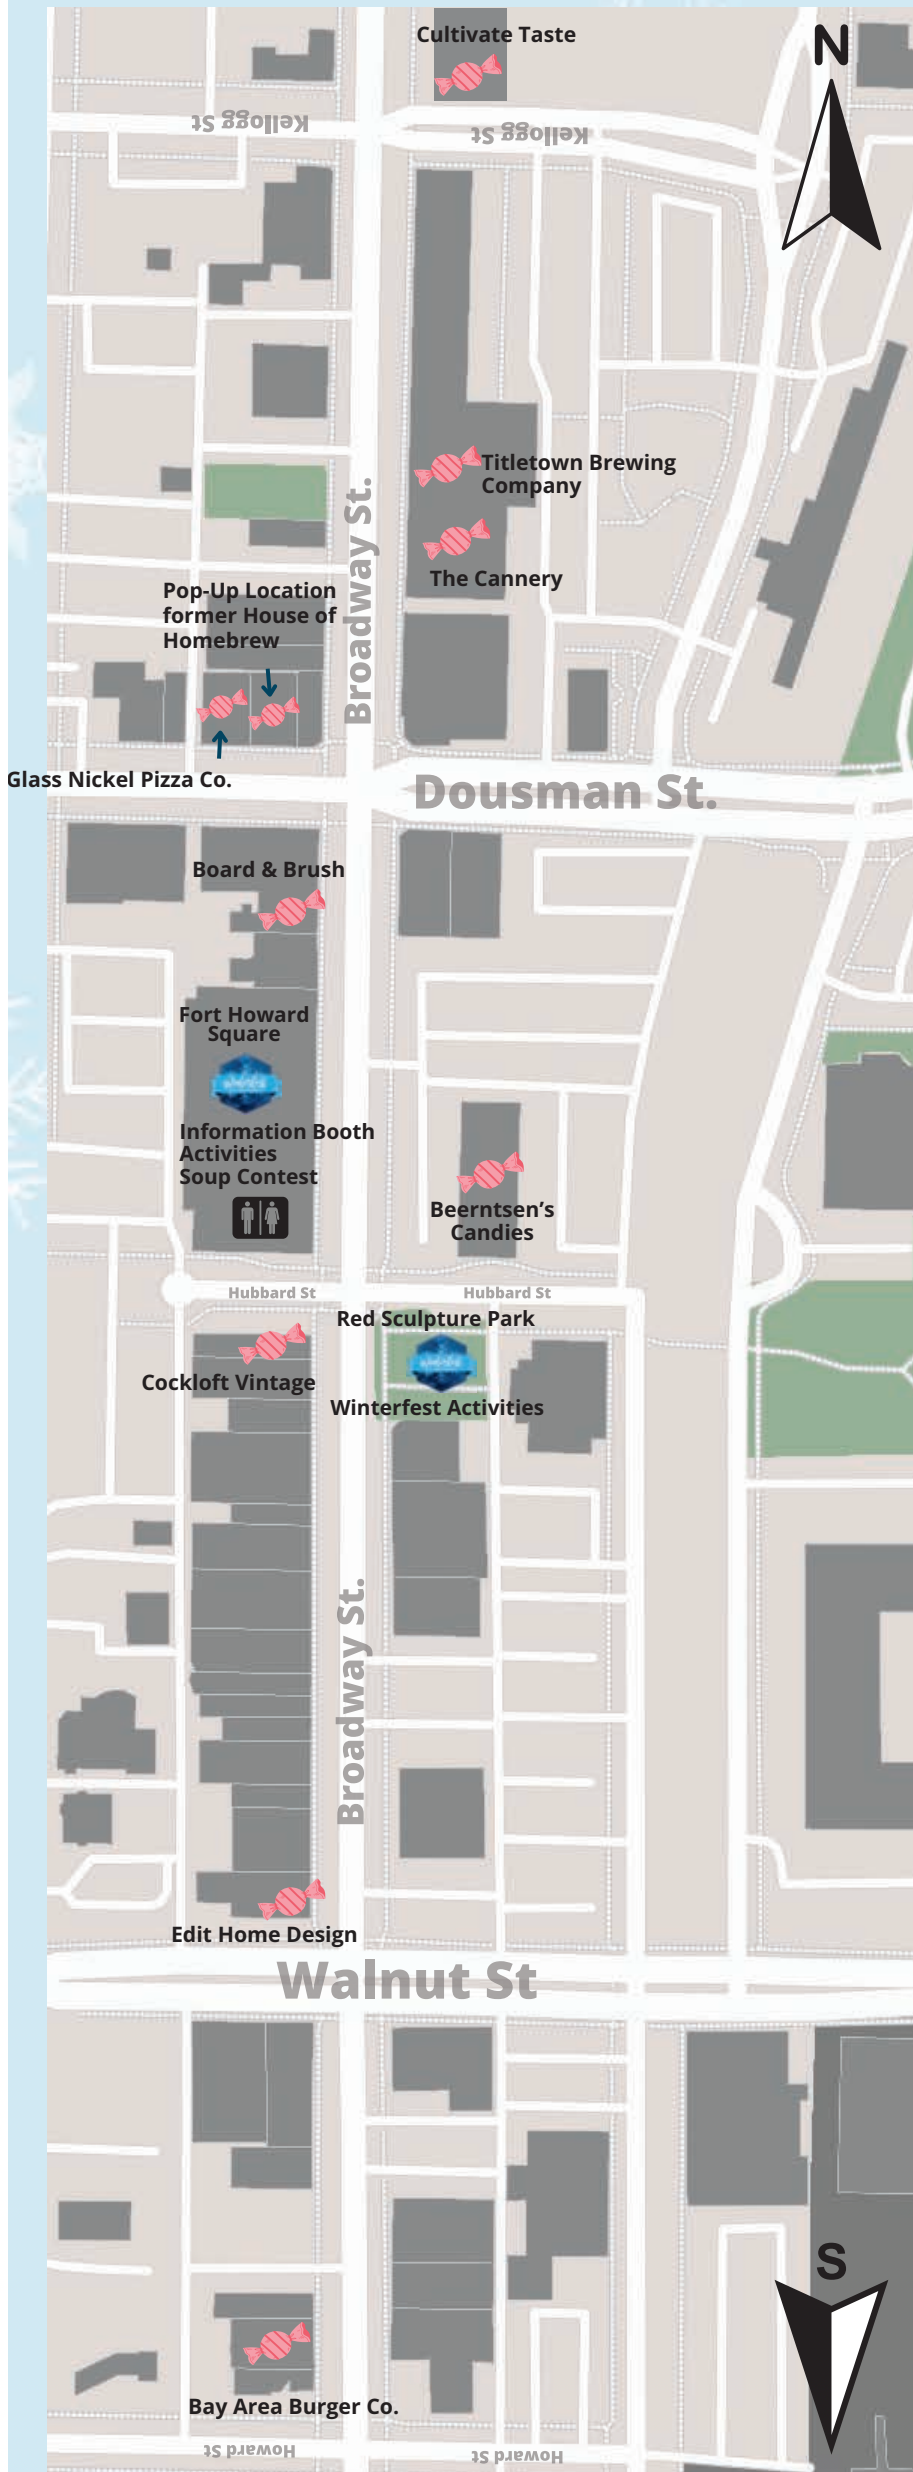 Cultivate Taste
N
Kellogg St
Kellogg St
Titletown Brewing
Company
The Cannery
Broadway St.
Pop-Up Location
former House of
Homebrew
Glass Nickel Pizza Co.
Dousman St.
Board & Brush
Fort Howard
Square
Information Booth
Activities
Soup Contest
Beerntsen's
Candies
Hubbard St
Hubbard St
Red Sculpture Park
Cockloft Vintage
Winterfest Activities
Broadway St.
Edit Home Design
Walnut St
S
Bay Area Burger Co.
Howard St
Howard St